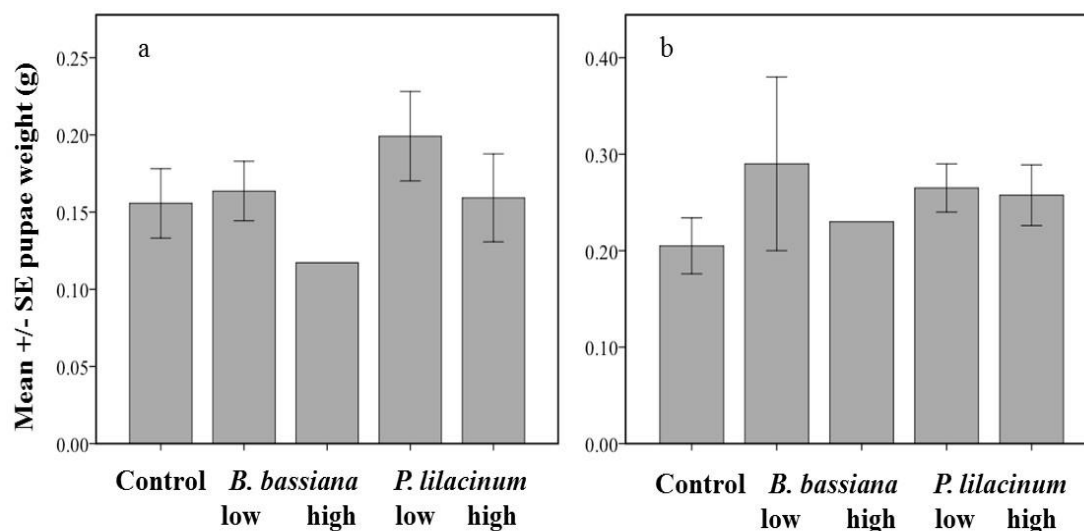 Mean +/- SE pupae weight (g)
a
0.25
0.20
0.15
0.10
0.05
0.00
Control B. bassiana P. lilacinum
low high low high
b
0.40
0.30
0.20
0.10
0.00
Control B. bassiana P. lilacinum
low high low high